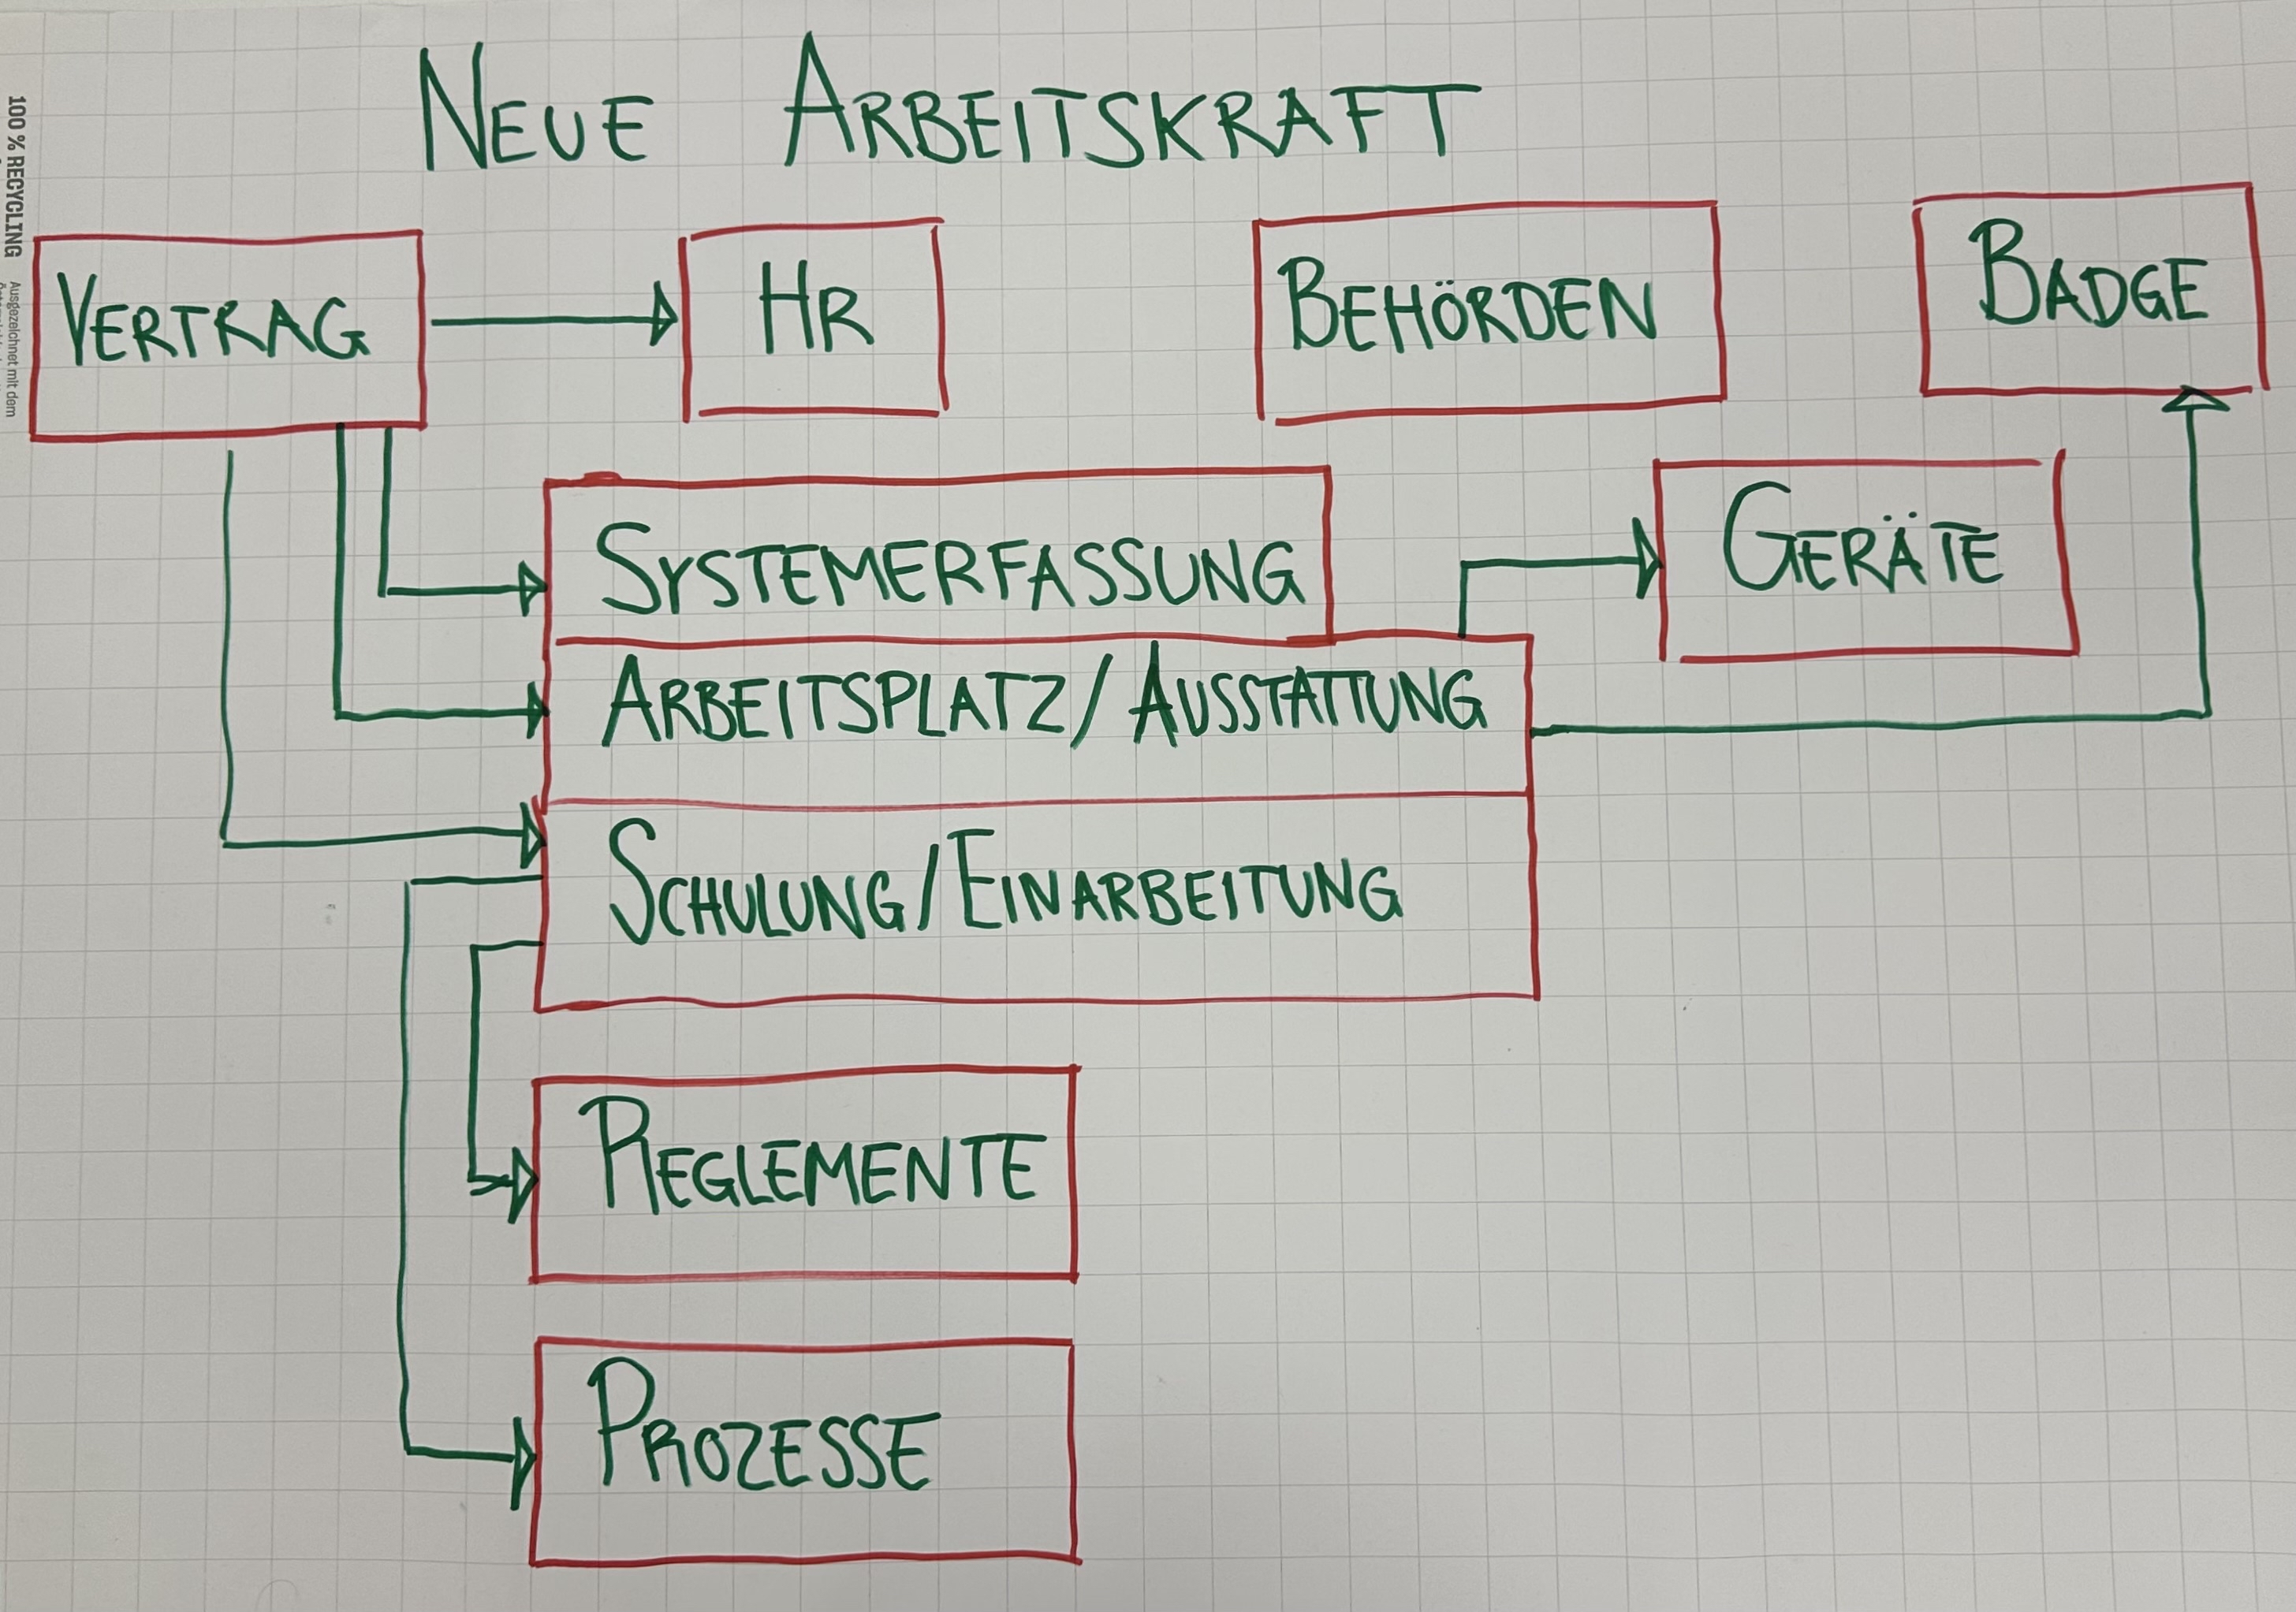 NEUE ARBEITSKRAFT
VERTRAG
HR
BEHÖRDEN
BADGE
SYSTEMERFASSUNG
GERÄTE
ARBEITSPLATZ/AUSSTATTUNG
SCHULUNG/EINARBEITUNG
REGLEMENTE
PROZESSE
100 % RECYCLING
Ausgezeichnet mit dem